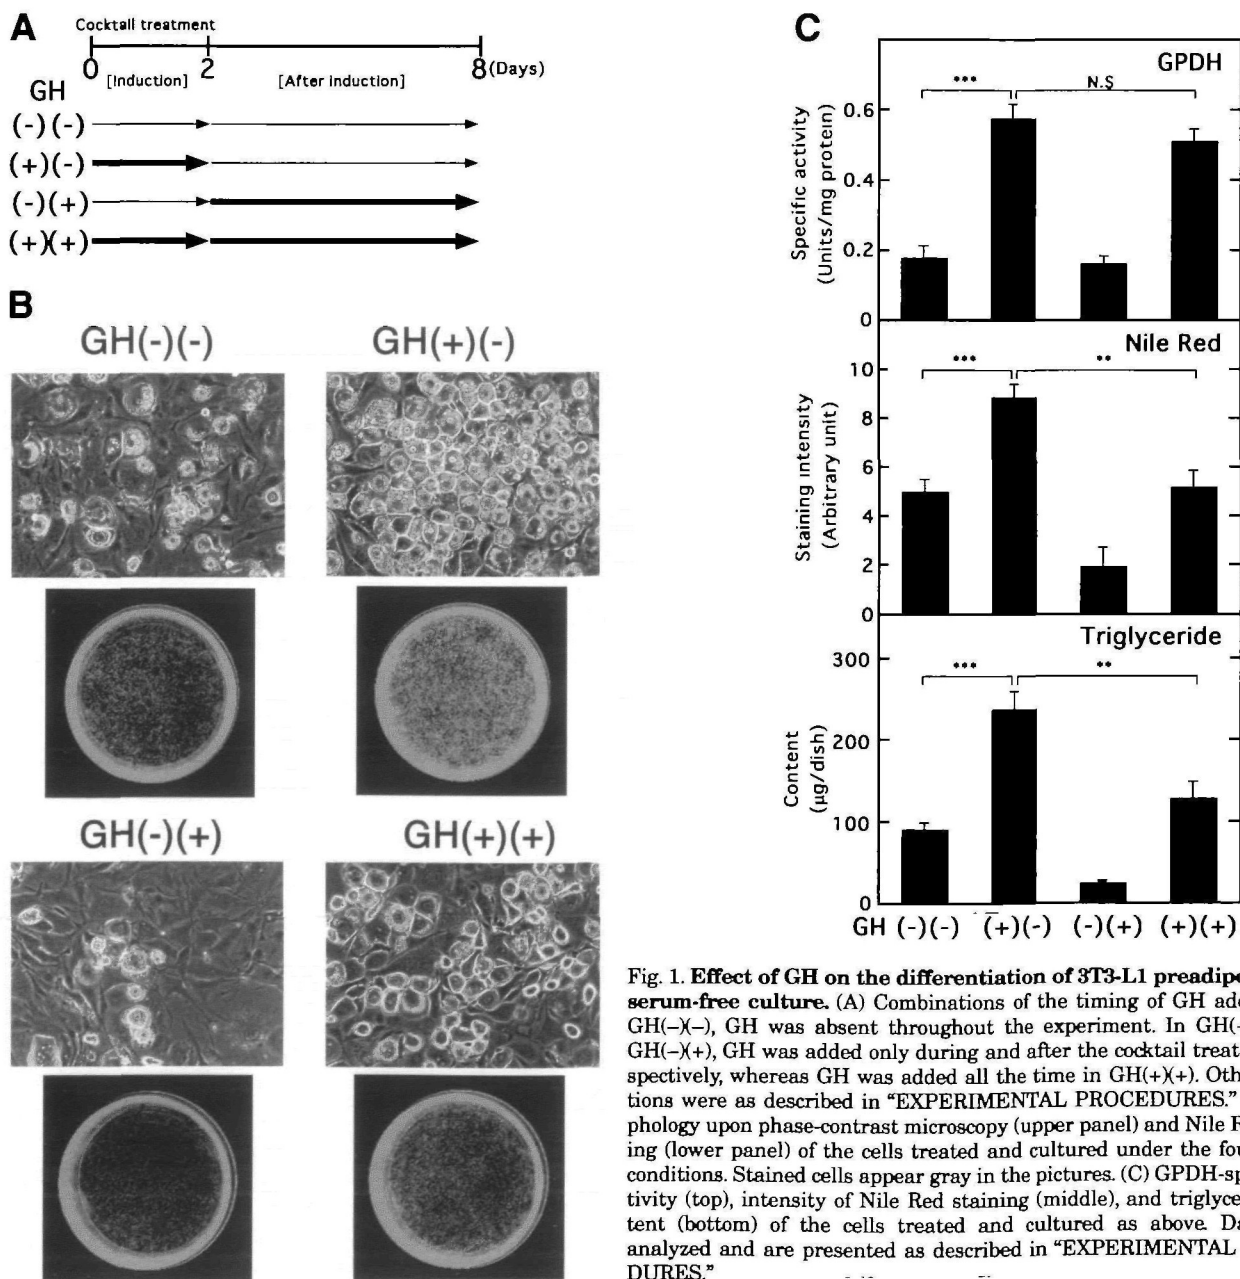 A
Cocktail treatment
0 2 8 (Days)
[Induction] [After induction]
GH
(-)(-)
(+)(-)
(-)(+)
(+)(+)
B
GH(-)(-) GH(+)(-)
GH(-)(+) GH(+)(+)
C
GPDH
*** N.S
Specific activity
(Units/mg protein)
0.6
0.4
0.2
0
Nile Red
*** **
Staining intensity
(Arbitrary unit)
10
8
6
4
2
0
Triglyceride
*** **
Content
(μg/dish)
300
200
100
0
GH (-)(-) (+)(-) (-)(+) (+)(+)
Fig. 1. Effect of GH on the differentiation of 3T3-L1 preadipo
serum-free culture. (A) Combinations of the timing of GH add
GH(-)(-), GH was absent throughout the experiment. In GH(
GH(-)(+), GH was added only during and after the cocktail treat
spectively, whereas GH was added all the time in GH(+)(+). Oth
tions were as described in "EXPERIMENTAL PROCEDURES."
phology upon phase-contrast microscopy (upper panel) and Nile R
ing (lower panel) of the cells treated and cultured under the fou
conditions. Stained cells appear gray in the pictures. (C) GPDH-sp
tivity (top), intensity of Nile Red staining (middle), and triglyce
tent (bottom) of the cells treated and cultured as above. Da
analyzed and are presented as described in "EXPERIMENTAL
DURES."